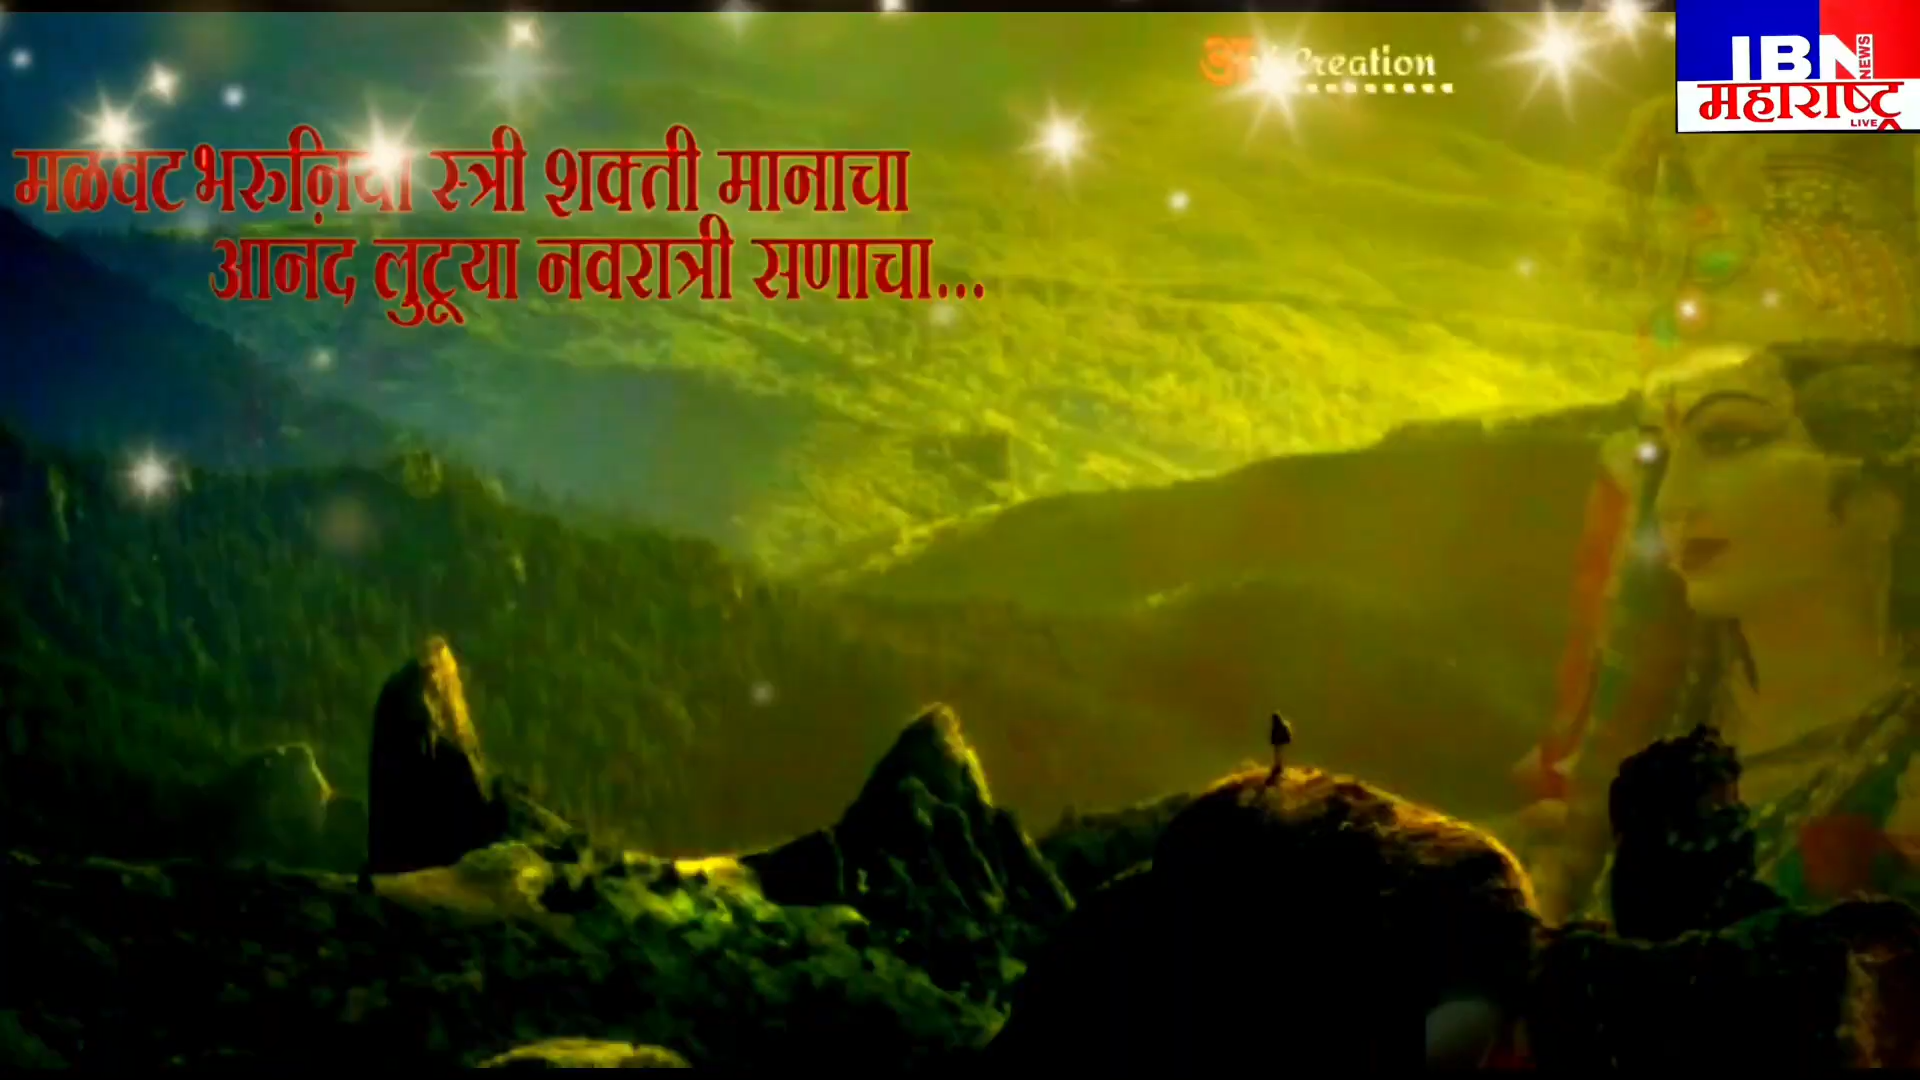 मळवट भरुनिया स्त्री शक्ती मानाचा
आनंद लुटूया नवरात्री सणाचा...
Creation
IBN
NEWS
महाराष्ट्र
LIVE